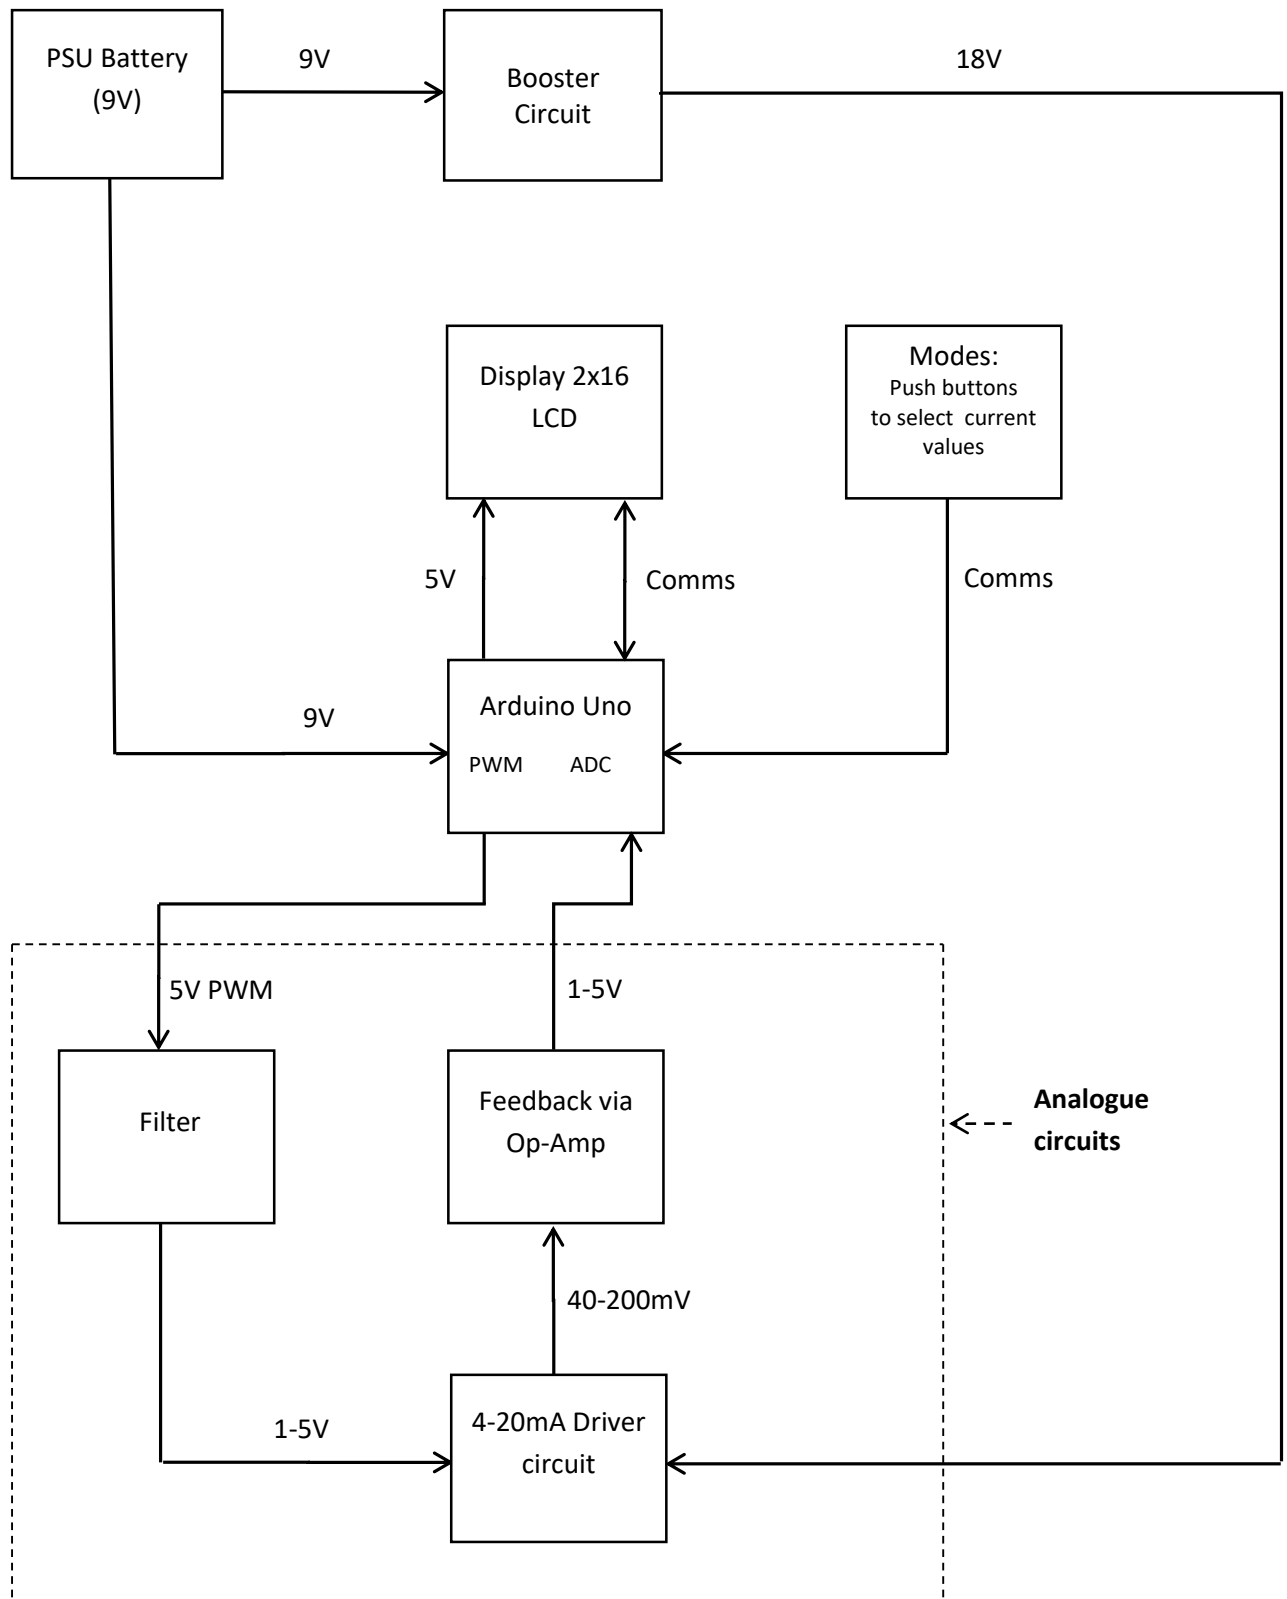 PSU Battery
(9V)
9V
Booster
Circuit
18V
Display 2x16
LCD
Modes:
Push buttons
to select  current
values
5V
Comms
Comms
9V
Arduino Uno
PWM
ADC
5V PWM
1-5V
Filter
Feedback via
Op-Amp
Analogue
circuits
40-200mV
1-5V
4-20mA Driver
circuit